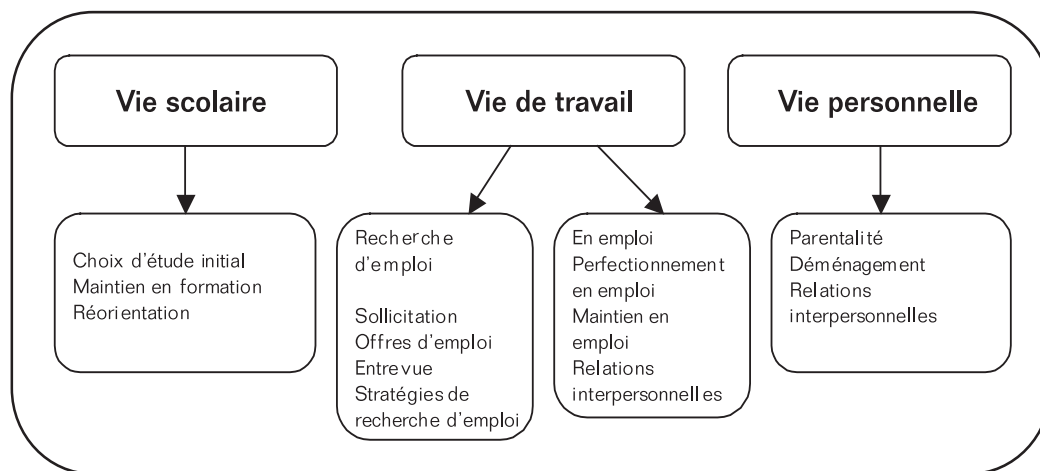 Vie scolaire
Vie de travail
Vie personnelle
Choix d'étude initial
Maintien en formation
Réorientation
Recherche
d'emploi
Sollicitation
Offres d'emploi
Entrevue
Stratégies de
recherche d'emploi
En emploi
Perfectionnement
en emploi
Maintien en
emploi
Relations
interpersonnelles
Parentalité
Déménagement
Relations
interpersonnelles